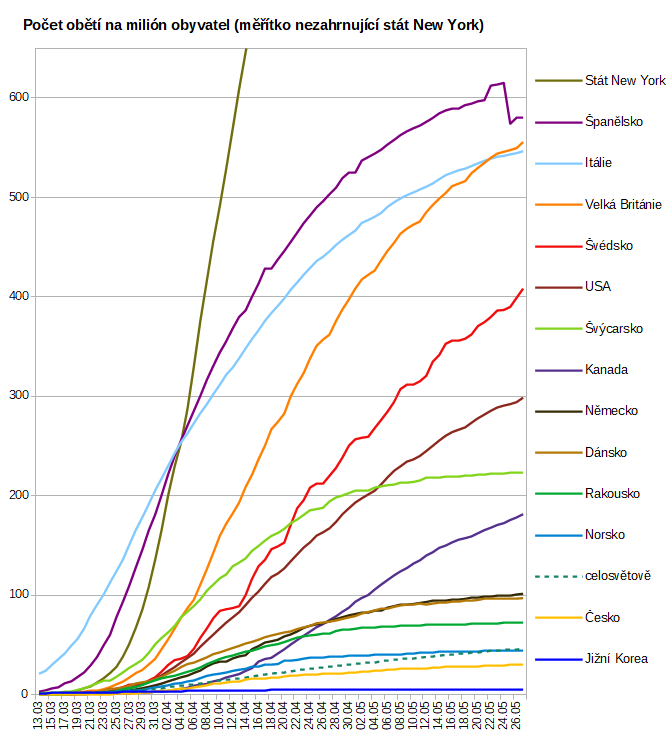 Počet obětí na milión obyvatel (měřítko nezahrnující stát New York)
600
500
400
300
200
100
0
Stát New York
Španělsko
Itálie
Velká Británie
Švédsko
USA
Švýcarsko
Kanada
Německo
Dánsko
Rakousko
Norsko
celosvětově
Česko
Jižní Korea
13.03
15.03
17.03
19.03
21.03
23.03
25.03
27.03
29.03
31.03
02.04
04.04
06.04
08.04
10.04
12.04
14.04
16.04
18.04
20.04
22.04
24.04
26.04
28.04
30.04
02.05
04.05
06.05
08.05
10.05
12.05
14.05
16.05
18.05
20.05
22.05
24.05
26.05